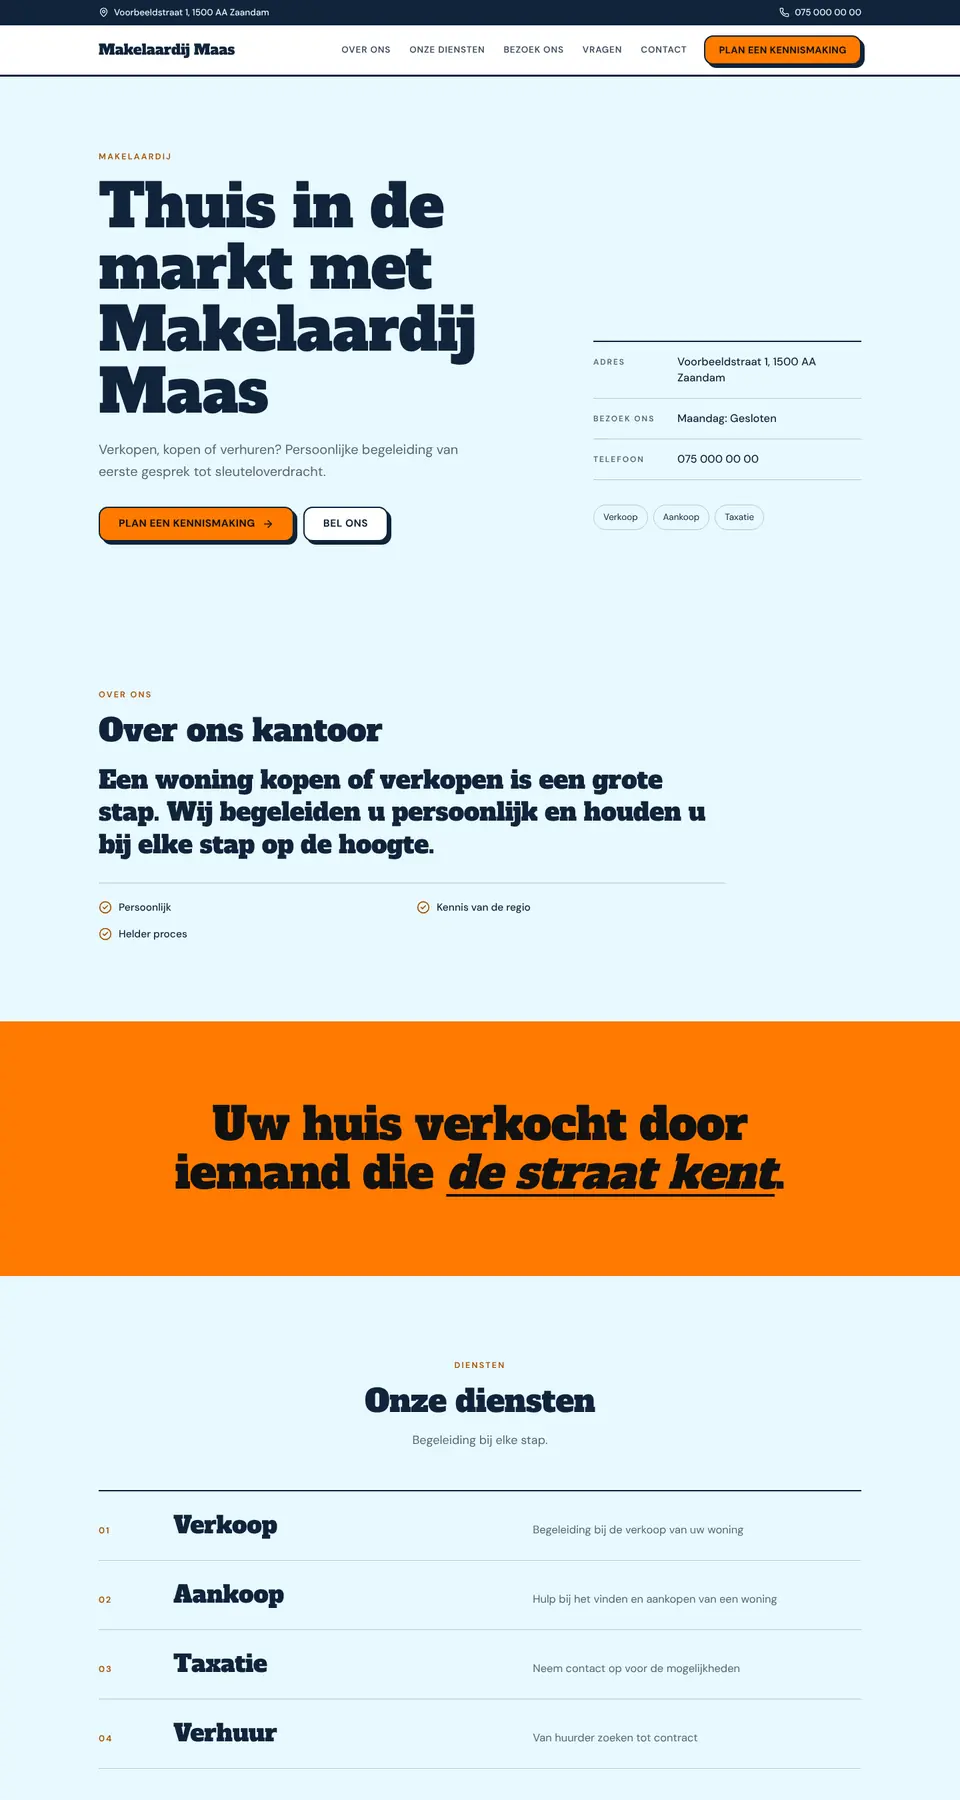 Voorbeeldstraat 1, 1500 AA Zaandam
075 000 00 00
Makelaardij Maas
OVER ONS
ONZE DIENSTEN
BEZOEK ONS
VRAGEN
CONTACT
PLAN EEN KENNISMAKING
MAKELAARDIJ
Thuis in de
markt met
Makelaardij
Maas
Verkopen, kopen of verhuren? Persoonlijke begeleiding van
eerste gesprek tot sleuteloverdracht.
PLAN EEN KENNISMAKING →
BEL ONS
ADRES
Voorbeeldstraat 1, 1500 AA
Zaandam
BEZOEK ONS
Maandag: Gesloten
TELEFOON
075 000 00 00
Verkoop
Aankoop
Taxatie
OVER ONS
Over ons kantoor
Een woning kopen of verkopen is een grote
stap. Wij begeleiden u persoonlijk en houden u
bij elke stap op de hoogte.
Persoonlijk
Kennis van de regio
Helder proces
Uw huis verkocht door
iemand die de straat kent.
DIENSTEN
Onze diensten
Begeleiding bij elke stap.
01
Verkoop
Begeleiding bij de verkoop van uw woning
02
Aankoop
Hulp bij het vinden en aankopen van een woning
03
Taxatie
Neem contact op voor de mogelijkheden
04
Verhuur
Van huurder zoeken tot contract